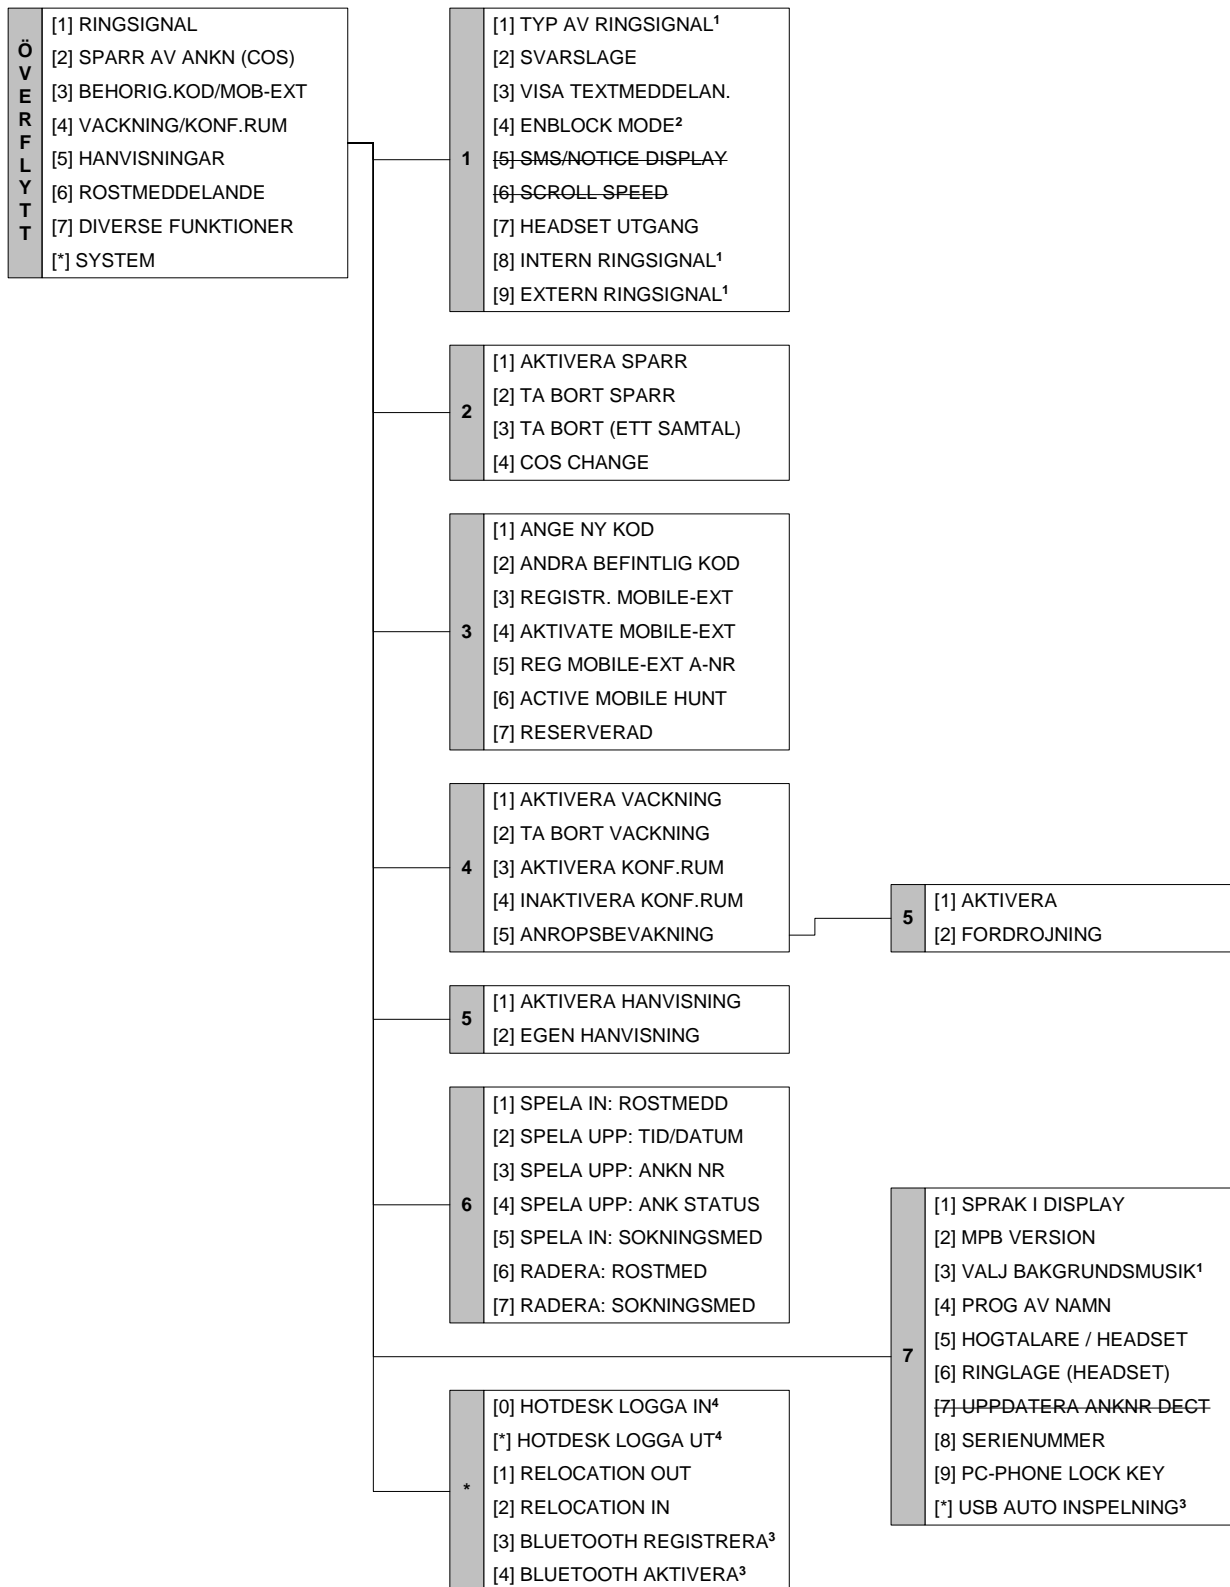 ÖVERFLYTT
[1] RINGSIGNAL
[2] SPARR AV ANKN (COS)
[3] BEHORIG.KOD/MOB-EXT
[4] VACKNING/KONF.RUM
[5] HANVISNINGAR
[6] ROSTMEDDELANDE
[7] DIVERSE FUNKTIONER
[*] SYSTEM
1
[1] TYP AV RINGSIGNAL¹
[2] SVARSLAGE
[3] VISA TEXTMEDDELAN.
[4] ENBLOCK MODE²
[5] SMS/NOTICE DISPLAY
[6] SCROLL SPEED
[7] HEADSET UTGANG
[8] INTERN RINGSIGNAL¹
[9] EXTERN RINGSIGNAL¹
2
[1] AKTIVERA SPARR
[2] TA BORT SPARR
[3] TA BORT (ETT SAMTAL)
[4] COS CHANGE
3
[1] ANGE NY KOD
[2] ANDRA BEFINTLIG KOD
[3] REGISTR. MOBILE-EXT
[4] AKTIVATE MOBILE-EXT
[5] REG MOBILE-EXT A-NR
[6] ACTIVE MOBILE HUNT
[7] RESERVERAD
4
[1] AKTIVERA VACKNING
[2] TA BORT VACKNING
[3] AKTIVERA KONF.RUM
[4] INAKTIVERA KONF.RUM
[5] ANROPSBEVAKNING
5
[1] AKTIVERA
[2] FORDROJNING
5
[1] AKTIVERA HANVISNING
[2] EGEN HANVISNING
6
[1] SPELA IN: ROSTMEDD
[2] SPELA UPP: TID/DATUM
[3] SPELA UPP: ANKN NR
[4] SPELA UPP: ANK STATUS
[5] SPELA IN: SOKNINGSMED
[6] RADERA: ROSTMED
[7] RADERA: SOKNINGSMED
7
[1] SPRAK I DISPLAY
[2] MPB VERSION
[3] VALJ BAKGRUNDSMUSIK¹
[4] PROG AV NAMN
[5] HOGTALARE / HEADSET
[6] RINGLAGE (HEADSET)
[7] UPPDATERA ANKNR DECT
[8] SERIENUMMER
[9] PC-PHONE LOCK KEY
[*] USB AUTO INSPELNING³
*
[0] HOTDESK LOGGA IN⁴
[*] HOTDESK LOGGA UT⁴
[1] RELOCATION OUT
[2] RELOCATION IN
[3] BLUETOOTH REGISTRERA³
[4] BLUETOOTH AKTIVERA³